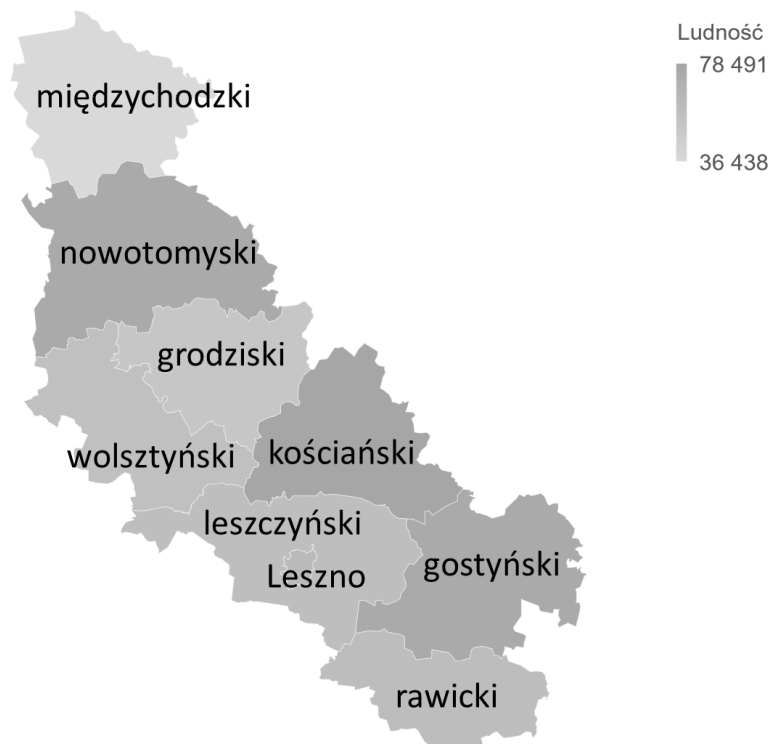 Ludność
78 491
36 438
międzychodzki
nowotomyski
grodziski
wolsztyński
kościański
leszczyński
Leszno
gostyński
rawicki